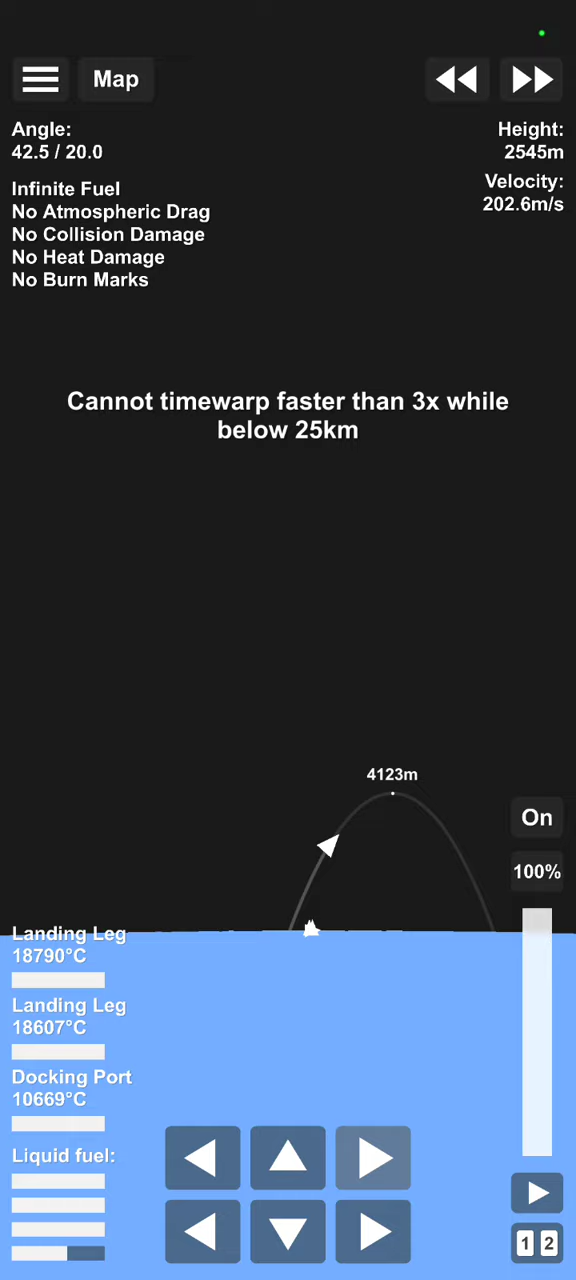 Map
Angle:
42.5 / 20.0
Height:
2545m
Velocity:
202.6m/s
Infinite Fuel
No Atmospheric Drag
No Collision Damage
No Heat Damage
No Burn Marks
Cannot timewarp faster than 3x while
below 25km
4123m
On
100%
Landing Leg
18790°C
Landing Leg
18607°C
Docking Port
10669°C
Liquid fuel:
1 2